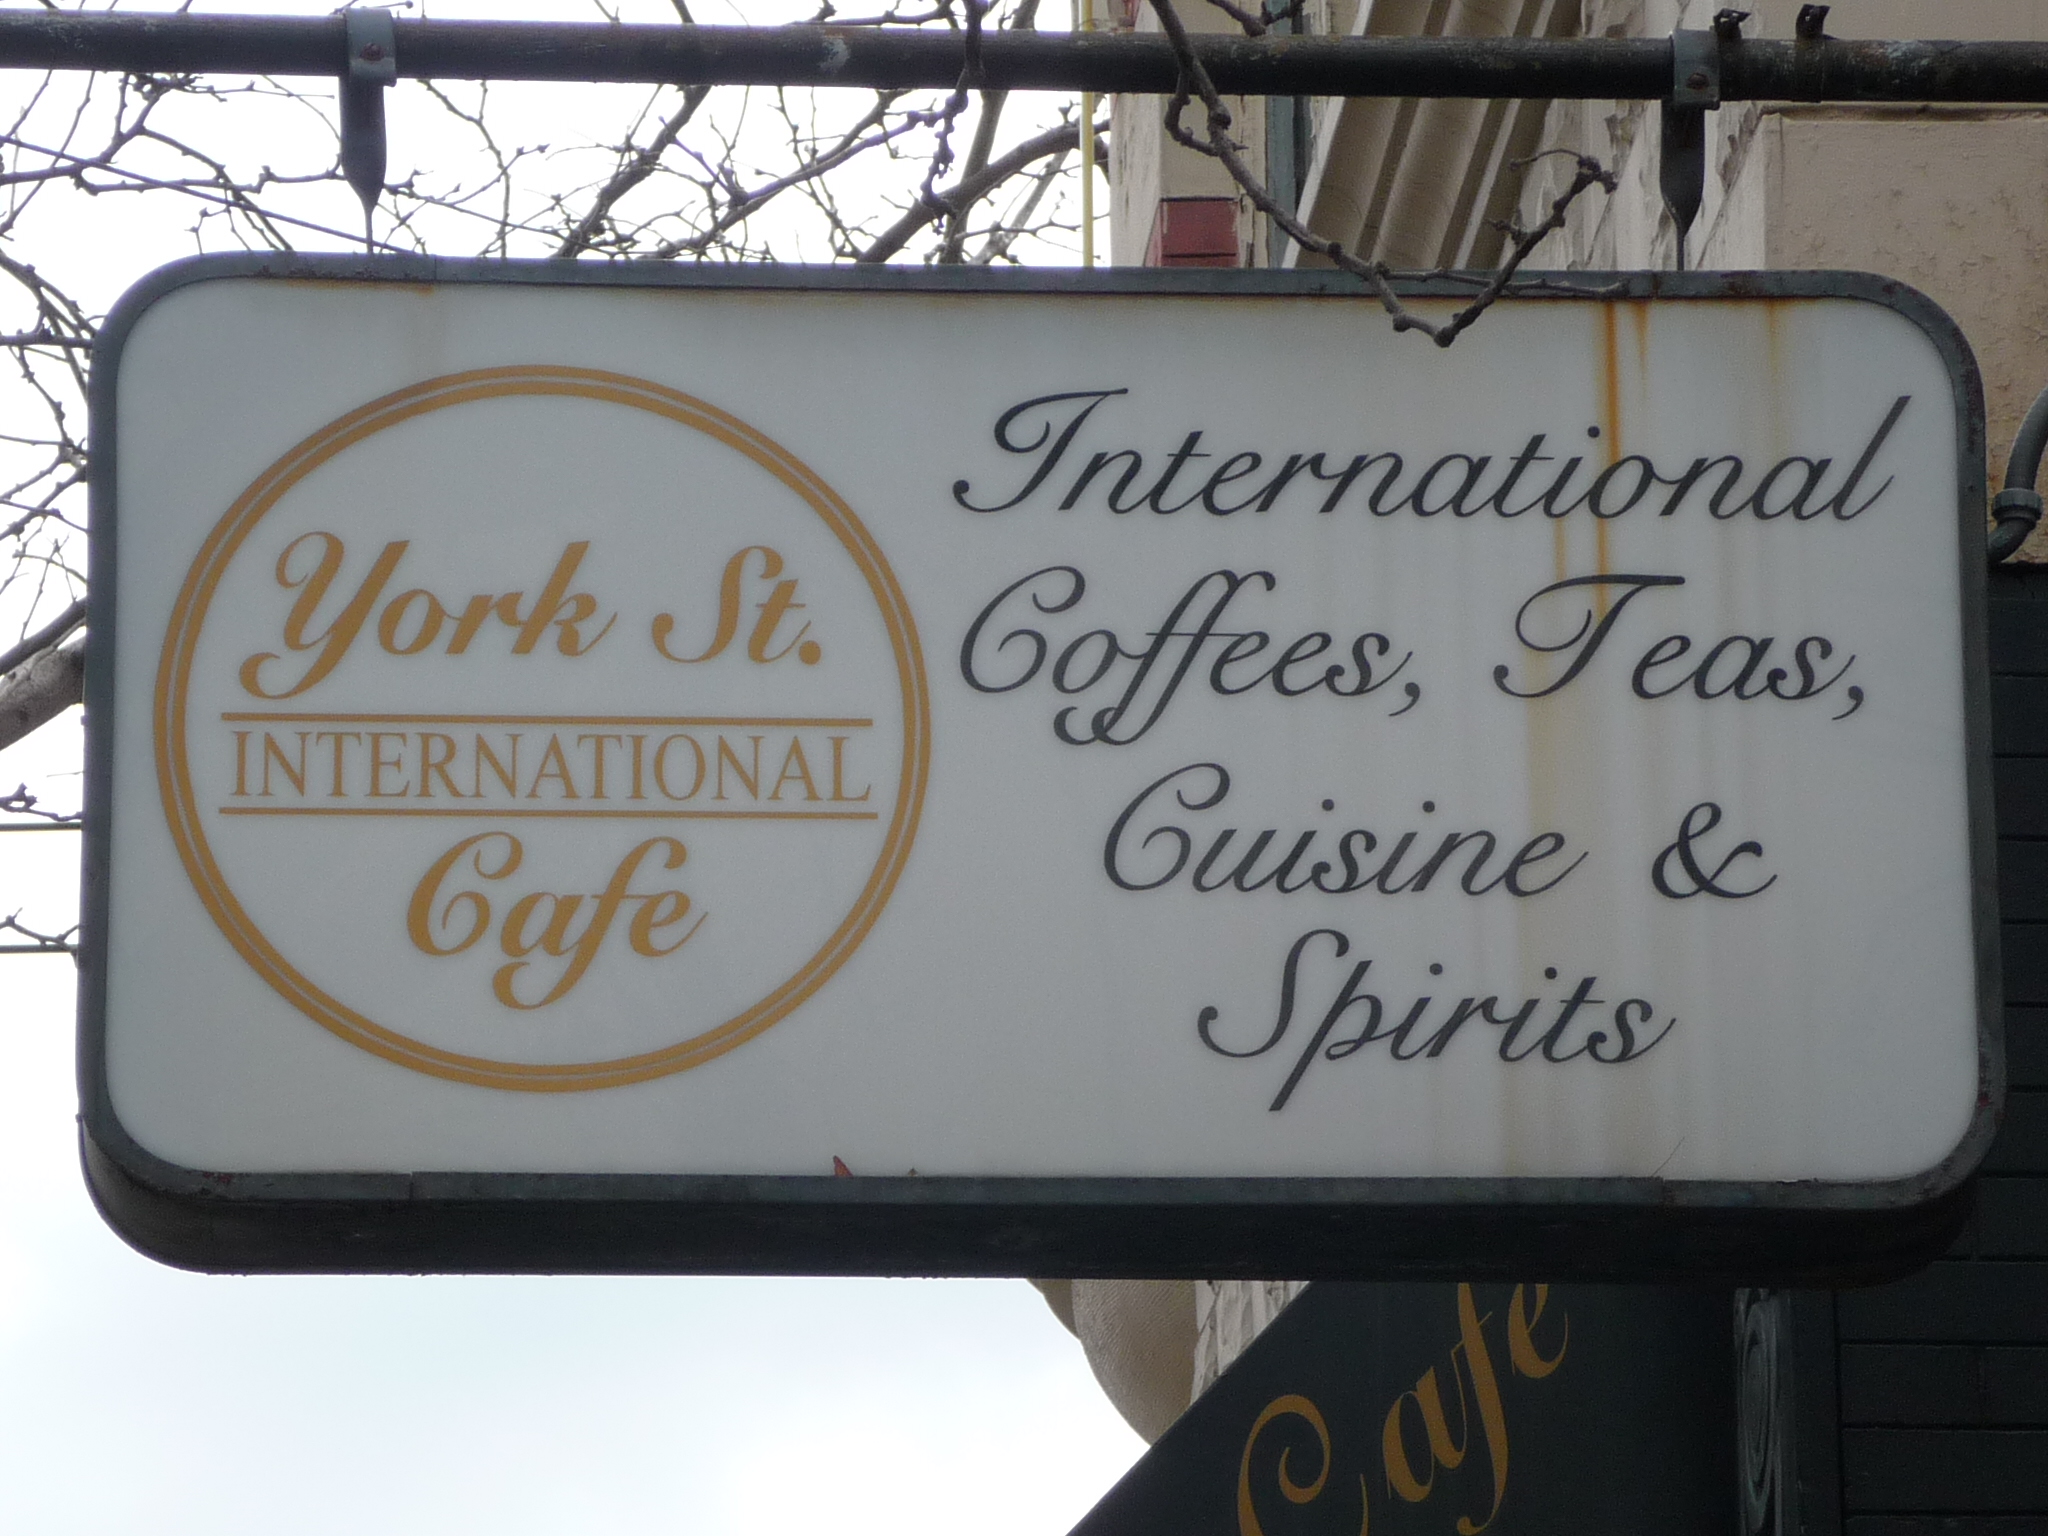 York St.
INTERNATIONAL
Cafe
International
Coffees, Teas,
Cuisine &
Spirits
Cafe